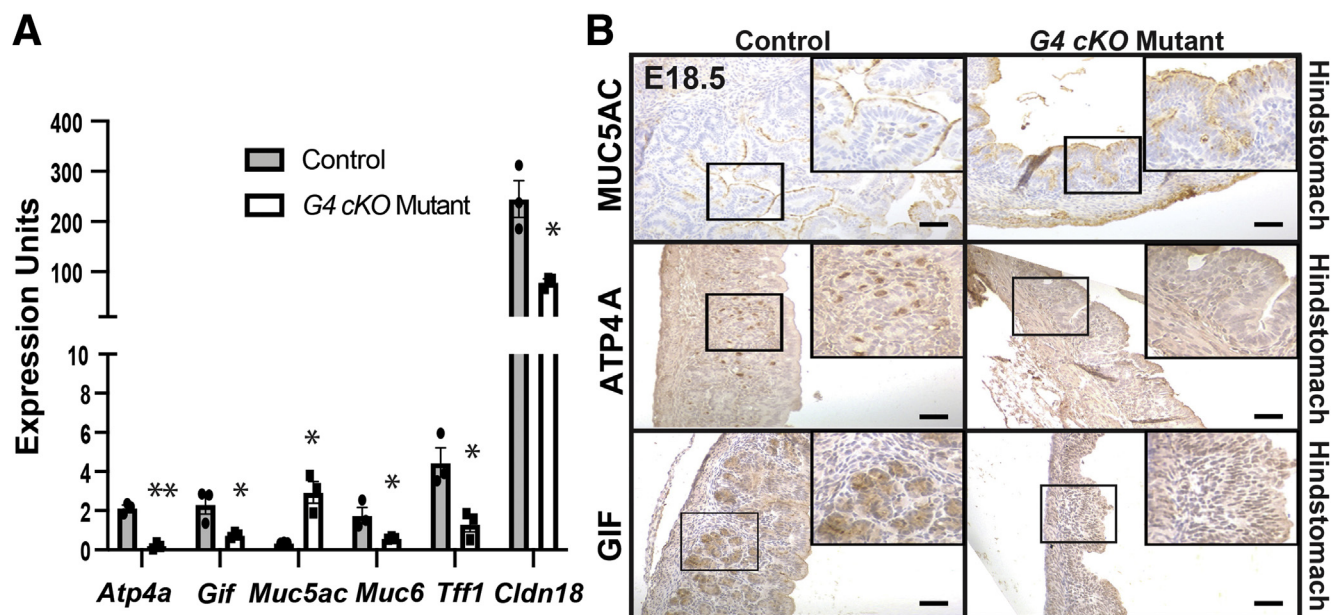 A
Expression Units
400
300
200
100
10
8
6
4
2
0
Control
G4 cKO Mutant
**
*
*
*
*
*
Atp4a Gif Muc5ac Muc6 Tff1 Cldn18
B
Control G4 cKO Mutant
E18.5
MUC5AC
Hindstomach
ATP4 A
Hindstomach
GIF
Hindstomach